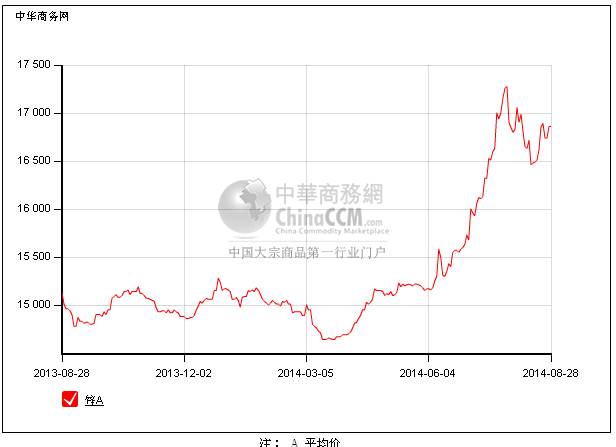 中华商务网
17 500
17 000
16 500
16 000
15 500
15 000
中華商務網
ChinaCCM.com
China Commodity Marketplace
中国大宗商品第一行业门户
2013-08-28
2013-12-02
2014-03-05
2014-06-04
2014-08-28
锌A
注： A 平均价